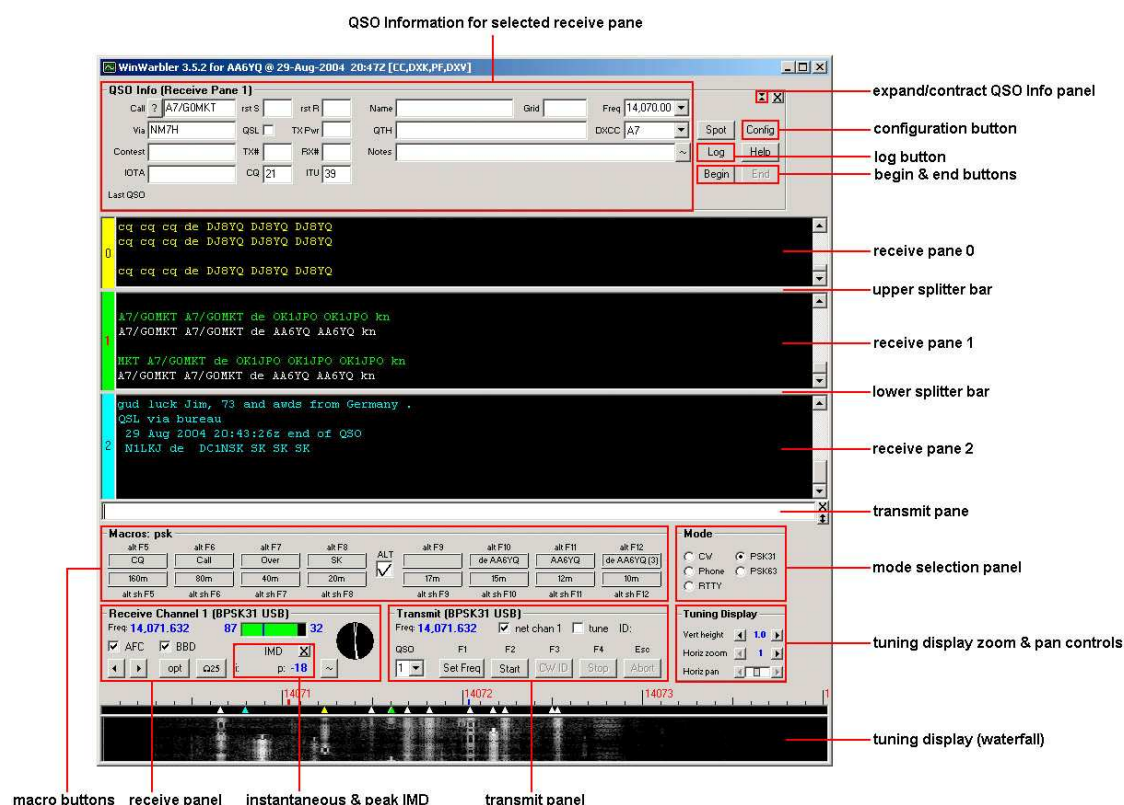 QSO Information for selected receive pane
WinWarbler 3.5.2 for AA6YQ @ 29-Aug-2004 20:47Z [CC,DXK,PF,DXV]
QSO Info (Receive Pane 1)
expand/contract QSO Info panel
Call ? A7/G0MKT rst S rst R Name Grid Freq 14,070.00
Via NM7H QSL TX Pwr QTH DXCC A7 Spot Config
configuration button
Contest TX# RX# Notes ~ Log Help
log button
IOTA CQ 21 ITU 39 Begin End
begin & end buttons
Last QSO
cq cq cq de DJ8YQ DJ8YQ DJ8YQ
cq cq cq de DJ8YQ DJ8YQ DJ8YQ
0
receive pane 0
cq cq cq de DJ8YQ DJ8YQ DJ8YQ
upper splitter bar
A7/G0MKT A7/G0MKT de OK1JPO OK1JPO kn
A7/G0MKT A7/G0MKT de AA6YQ AA6YQ kn
1
receive pane 1
MKT A7/G0MKT de OK1JPO OK1JPO OK1JPO kn
A7/G0MKT A7/G0MKT de AA6YQ AA6YQ kn
lower splitter bar
gud luck Jim, 73 and awds from Germany .
QSL via bureau
29 Aug 2004 20:43:26z end of QSO
2 N1LKJ de DC1NSK SK SK SK
receive pane 2
transmit pane
Macros: psk
alt F5 alt F6 alt F7 alt F8 ALT alt F9 alt F10 alt F11 alt F12
CQ Call Over SK de AA6YQ AA6YQ de AA6YQ (3)
160m 80m 40m 20m 17m 15m 12m 10m
alt sh F5 alt sh F6 alt sh F7 alt sh F8 alt sh F9 alt sh F10 alt sh F11 alt sh F12
Mode
CW PSK31
Phone PSK63
RTTY
mode selection panel
Receive Channel 1 (BPSK31 USB)
Freq 14,071.632 87 32
AFC BBD IMD X
opt Ω25 i: p: -18 ~
Transmit (BPSK31 USB)
Freq 14,071.632 net chan 1 tune ID:
QSO F1 F2 F3 F4 Esc
1 Set Freq Start CW ID Stop Abort
Tuning Display
Vert height 1.0
Horiz zoom 1
Horiz pan
tuning display zoom & pan controls
14071 14072 14073 1
tuning display (waterfall)
macro buttons receive panel instantaneous & peak IMD transmit panel